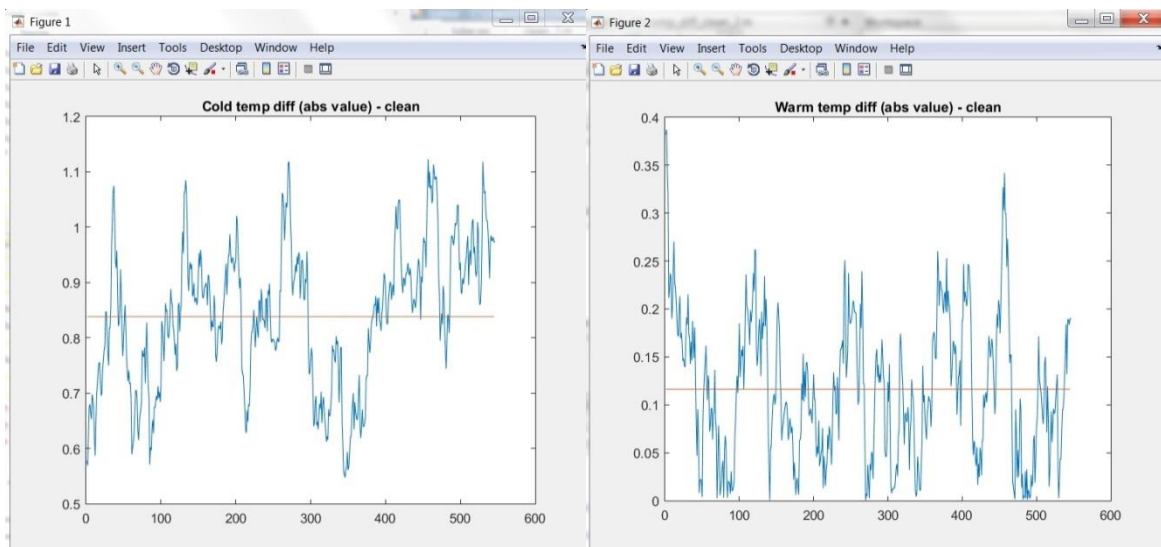 Figure 1
File Edit View Insert Tools Desktop Window Help
Cold temp diff (abs value) - clean
1.2
1.1
1
0.9
0.8
0.7
0.6
0.5
0 100 200 300 400 500 600
Figure 2
File Edit View Insert Tools Desktop Window Help
Warm temp diff (abs value) - clean
0.4
0.35
0.3
0.25
0.2
0.15
0.1
0.05
0
0 100 200 300 400 500 600